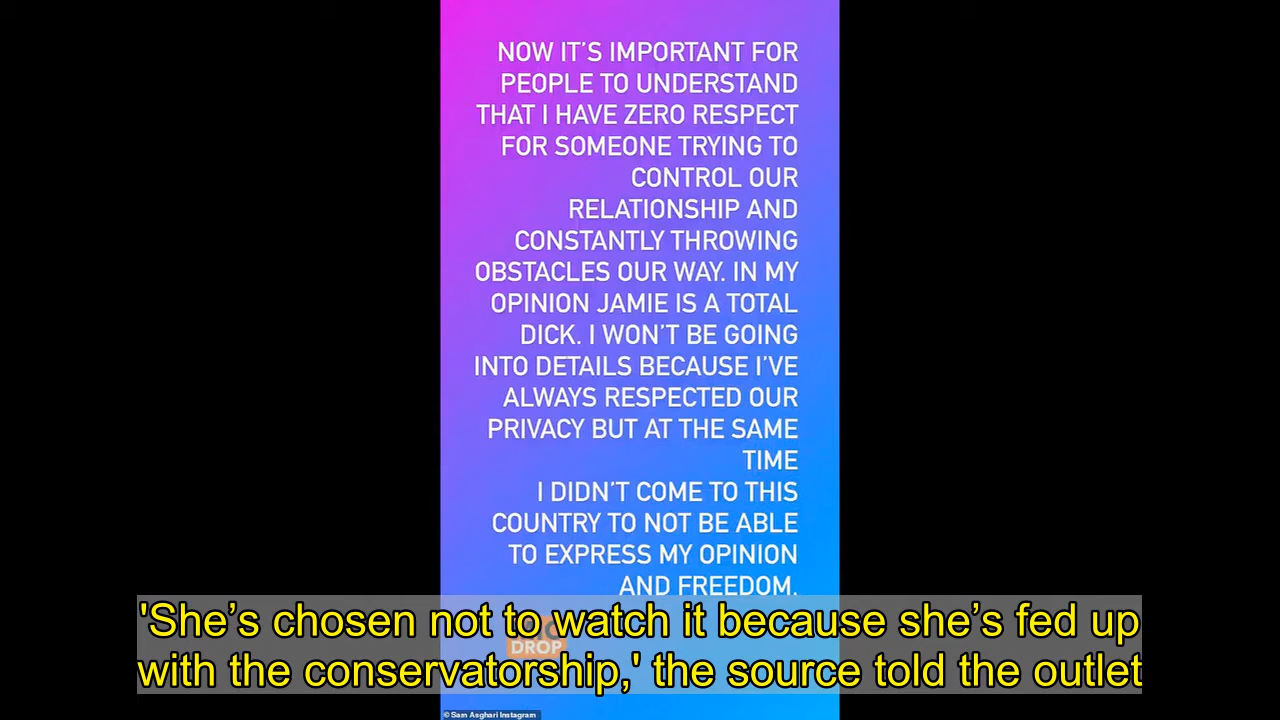 NOW IT'S IMPORTANT FOR
PEOPLE TO UNDERSTAND
THAT I HAVE ZERO RESPECT
FOR SOMEONE TRYING TO
CONTROL OUR
RELATIONSHIP AND
CONSTANTLY THROWING
OBSTACLES OUR WAY. IN MY
OPINION JAMIE IS A TOTAL
DICK. I WON'T BE GOING
INTO DETAILS BECAUSE I'VE
ALWAYS RESPECTED OUR
PRIVACY BUT AT THE SAME
TIME
I DIDN'T COME TO THIS
COUNTRY TO NOT BE ABLE
TO EXPRESS MY OPINION
AND FREEDOM.
'She’s chosen not to watch it because she’s fed up
DROP
with the conservatorship,' the source told the outlet
© Sam Asghari Instagram